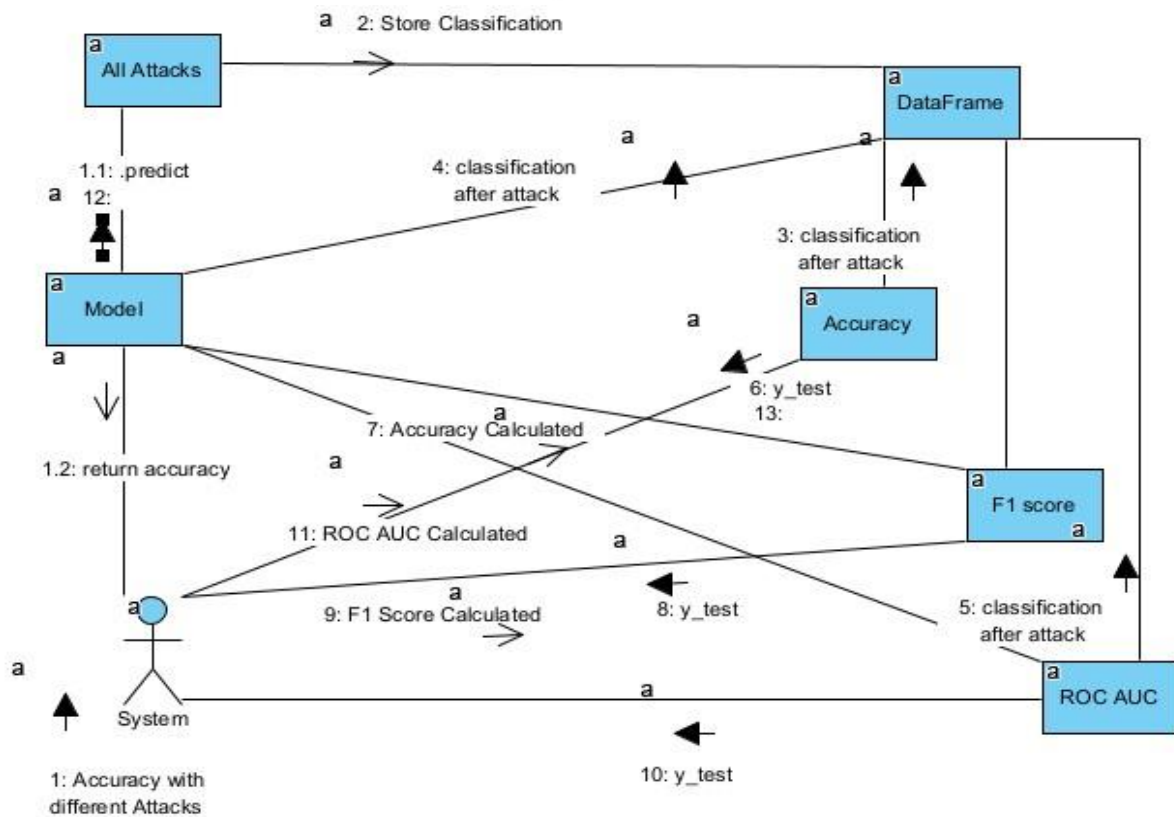 a
2: Store Classification
a
All Attacks
a
DataFrame
a
a
1.1: .predict
4: classification
after attack
a
12:
3: classification
after attack
a
Model
a
Accuracy
a
a
6: y_test
13:
a
7: Accuracy Calculated
a
1.2: return accuracy
a
F1 score
a
11: ROC AUC Calculated
a
a
a
9: F1 Score Calculated
8: y_test
5: classification
after attack
a
a
a
ROC AUC
System
1: Accuracy with
different Attacks
10: y_test